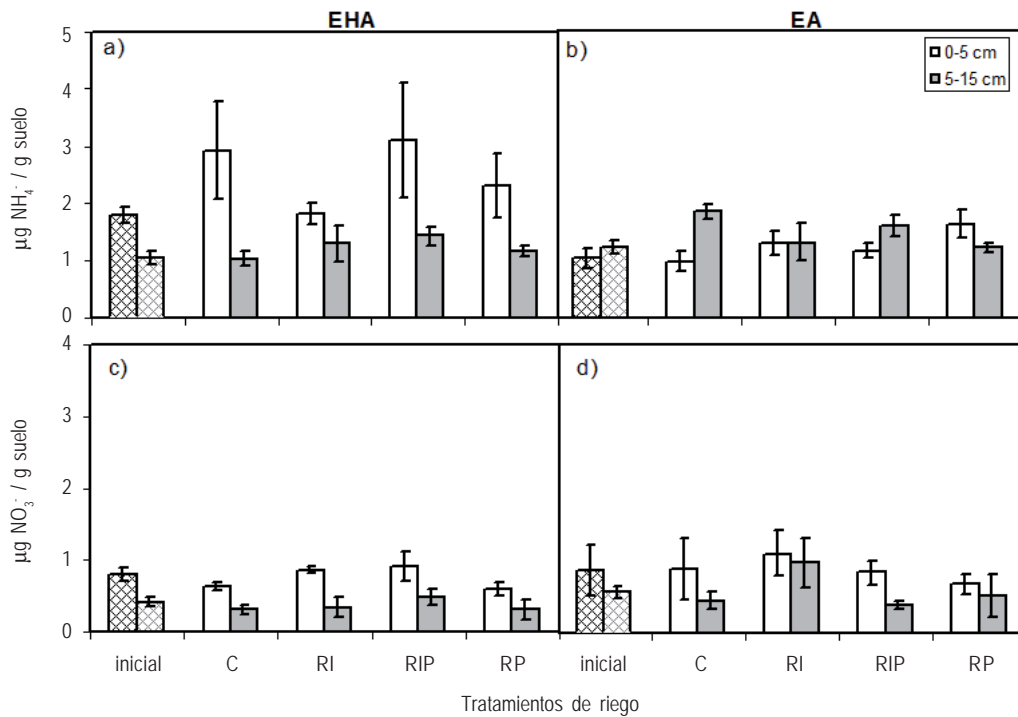 EHA
EA
5
4
3
2
1
0
µg NH₄⁻ / g suelo
a)
b)
0-5 cm
5-15 cm
4
3
2
1
0
µg NO₃⁻ / g suelo
c)
d)
inicial C RI RIP RP inicial C RI RIP RP
Tratamientos de riego